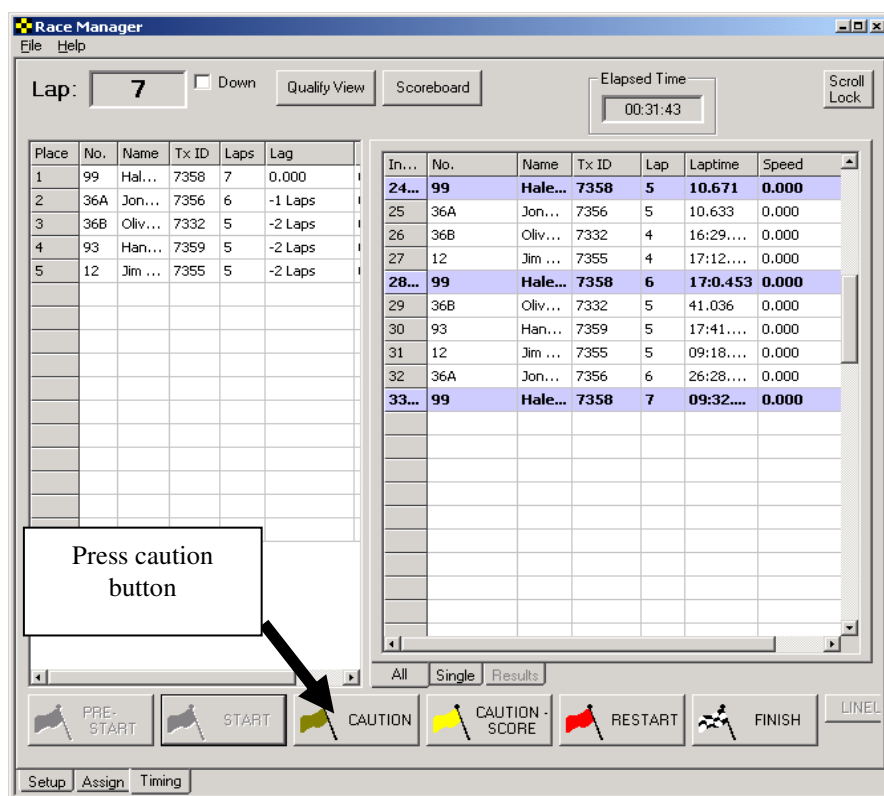 Race Manager
File Help
Lap: 7 Down Qualify View Scoreboard Elapsed Time 00:31:43 Scroll Lock
Place No. Name Tx ID Laps Lag
1 99 Hal... 7358 7 0.000
2 36A Jon... 7356 6 -1 Laps
3 36B Oliv... 7332 5 -2 Laps
4 93 Han... 7359 5 -2 Laps
5 12 Jim ... 7355 5 -2 Laps
In... No. Name Tx ID Lap Laptime Speed
24... 99 Hale... 7358 5 10.671 0.000
25 36A Jon... 7356 5 10.633 0.000
26 36B Oliv... 7332 4 16:29.... 0.000
27 12 Jim ... 7355 4 17:12.... 0.000
28... 99 Hale... 7358 6 17:0.453 0.000
29 36B Oliv... 7332 5 41.036 0.000
30 93 Han... 7359 5 17:41.... 0.000
31 12 Jim ... 7355 5 09:18.... 0.000
32 36A Jon... 7356 6 26:28.... 0.000
33... 99 Hale... 7358 7 09:32.... 0.000
Press caution
button
All Single Results
PRE-START START CAUTION CAUTION - SCORE RESTART FINISH LINEL
Setup Assign Timing